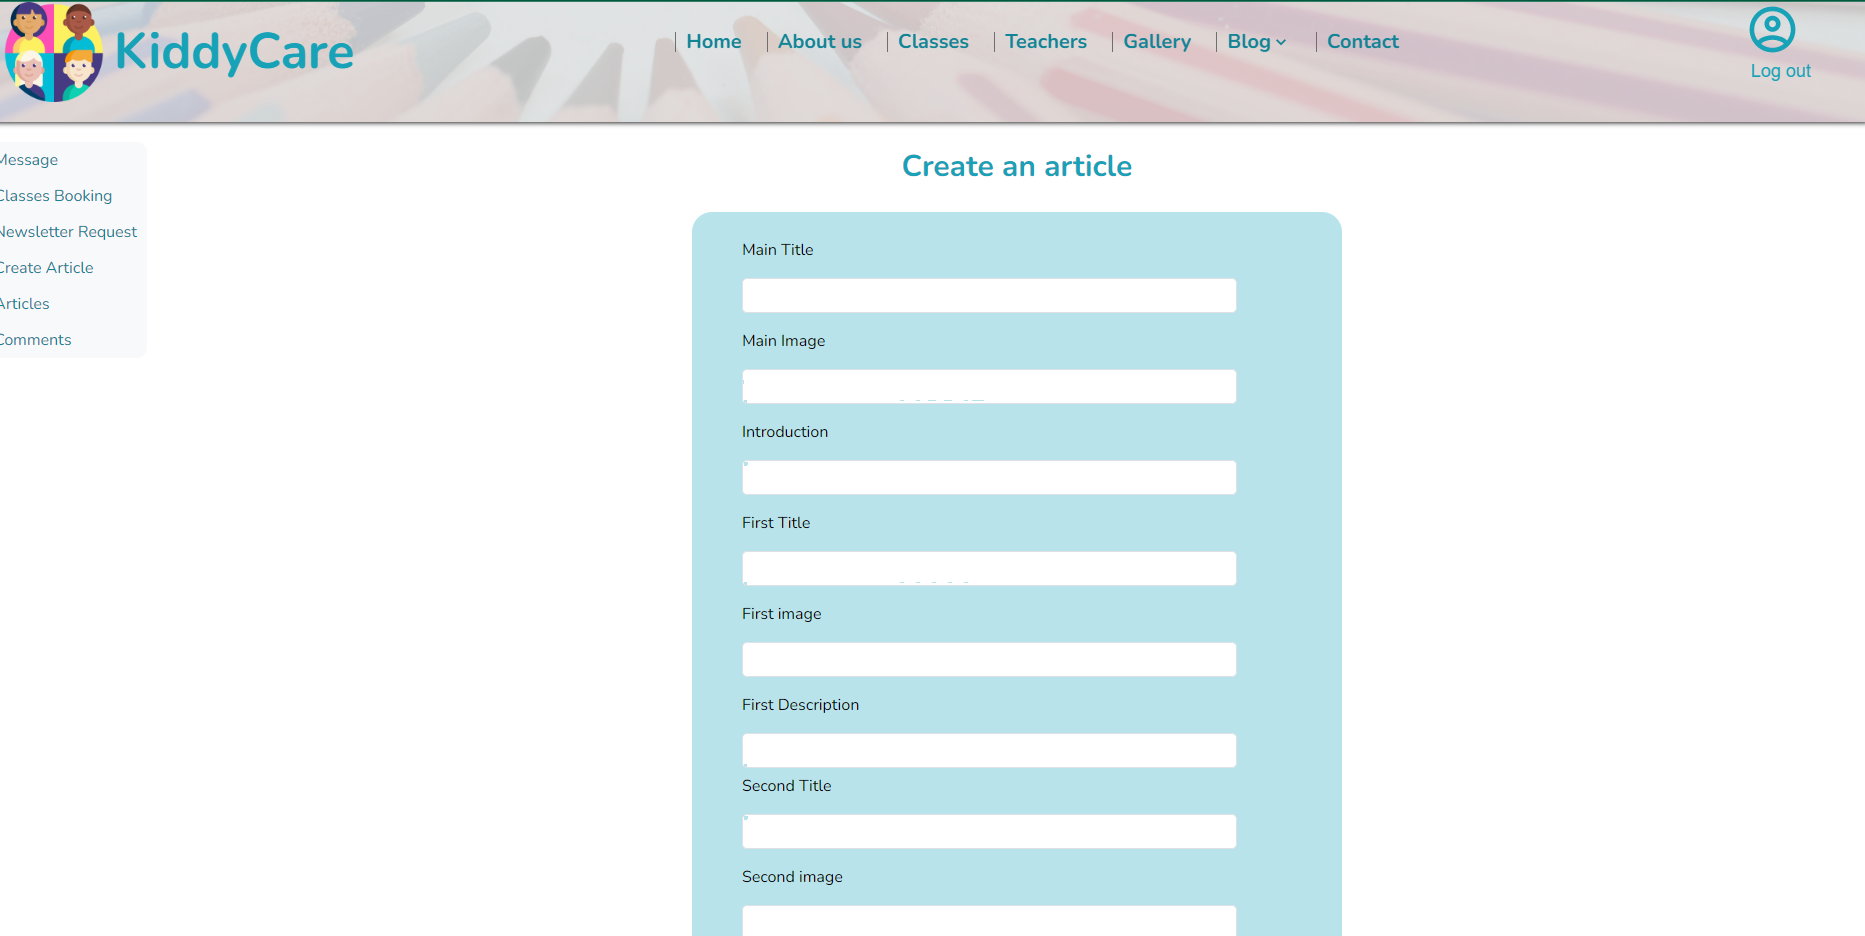 KiddyCare
Home
About us
Classes
Teachers
Gallery
Blog
Contact
Log out
Message
Classes Booking
Newsletter Request
Create Article
Articles
Comments
Create an article
Main Title
Main Image
Introduction
First Title
First image
First Description
Second Title
Second image